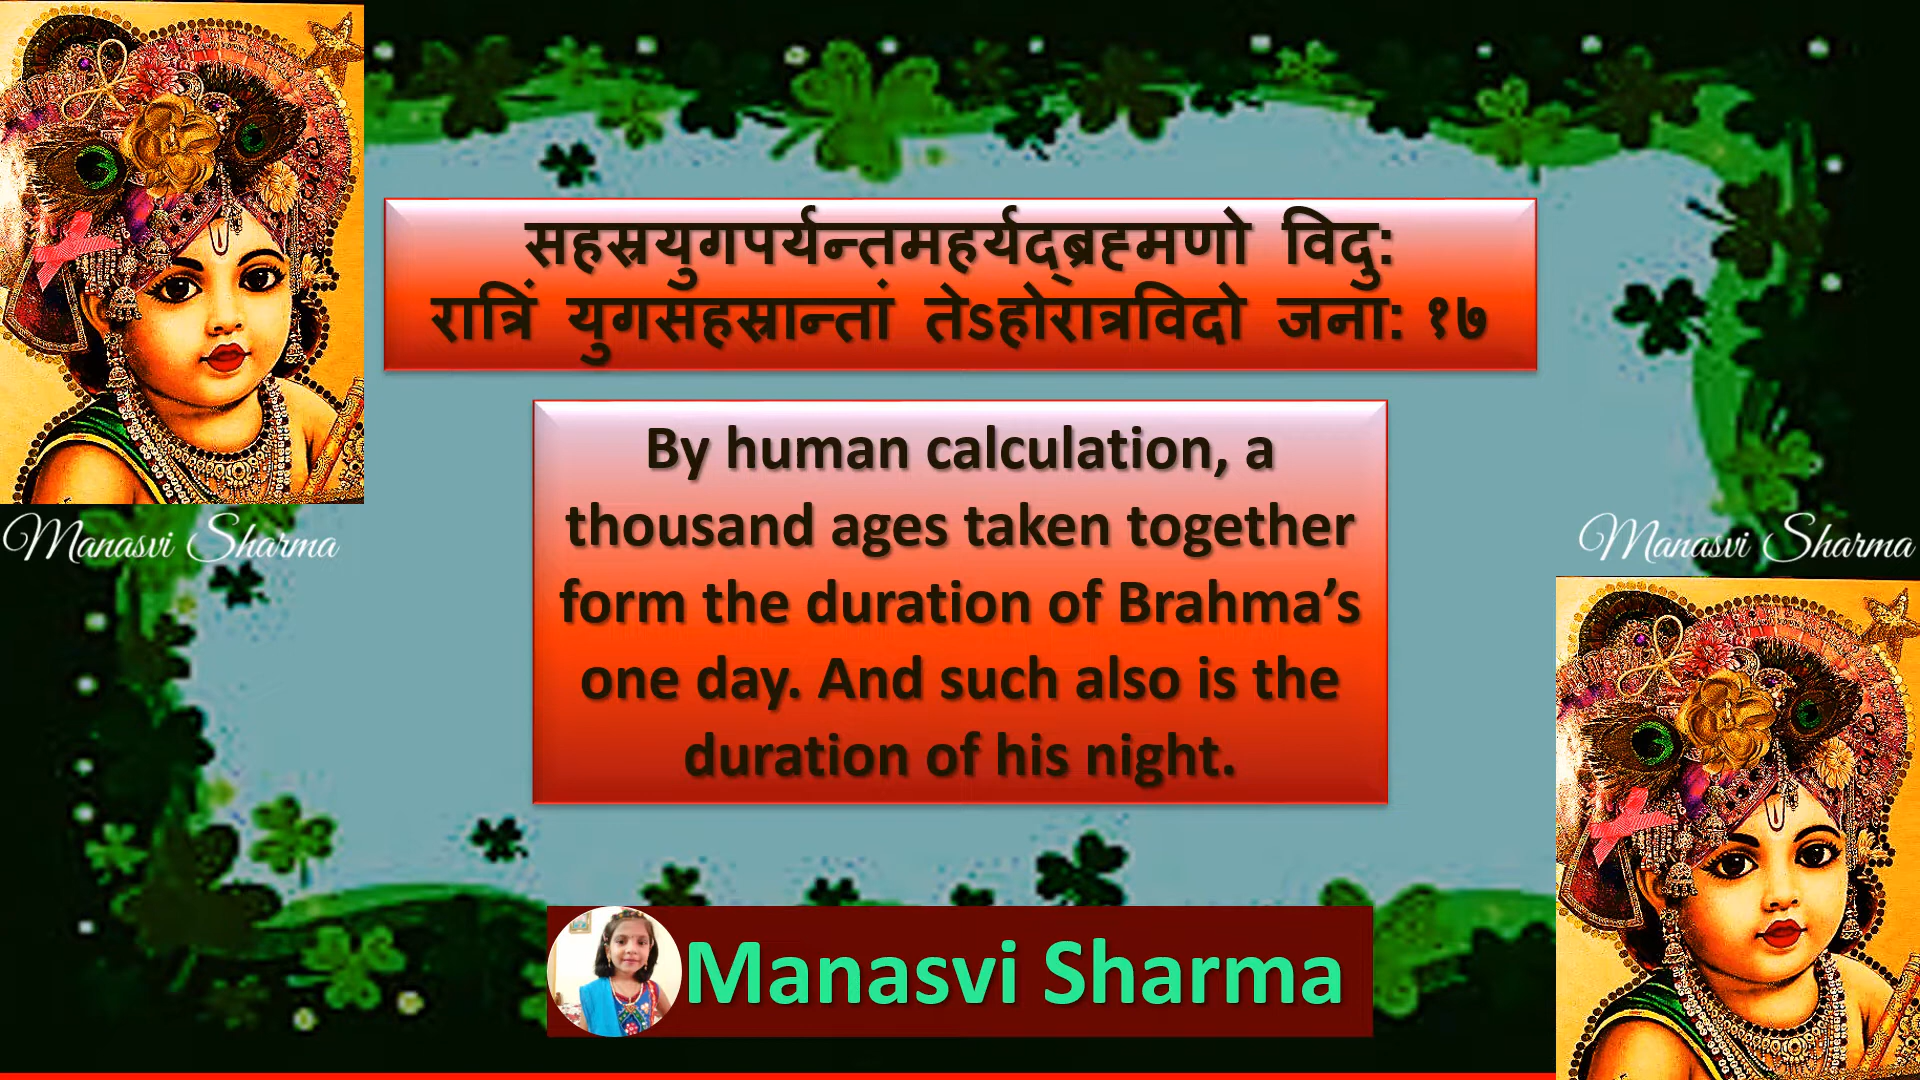 सहस्रयुगपर्यन्तमहर्यद्ब्रह्मणो विदु:
रात्रिं युगसहस्रान्तां तेऽहोरात्रविदो जना: १७
By human calculation, a
thousand ages taken together
form the duration of Brahma’s
one day. And such also is the
duration of his night.
Manasvi Sharma
Manasvi Sharma
Manasvi Sharma